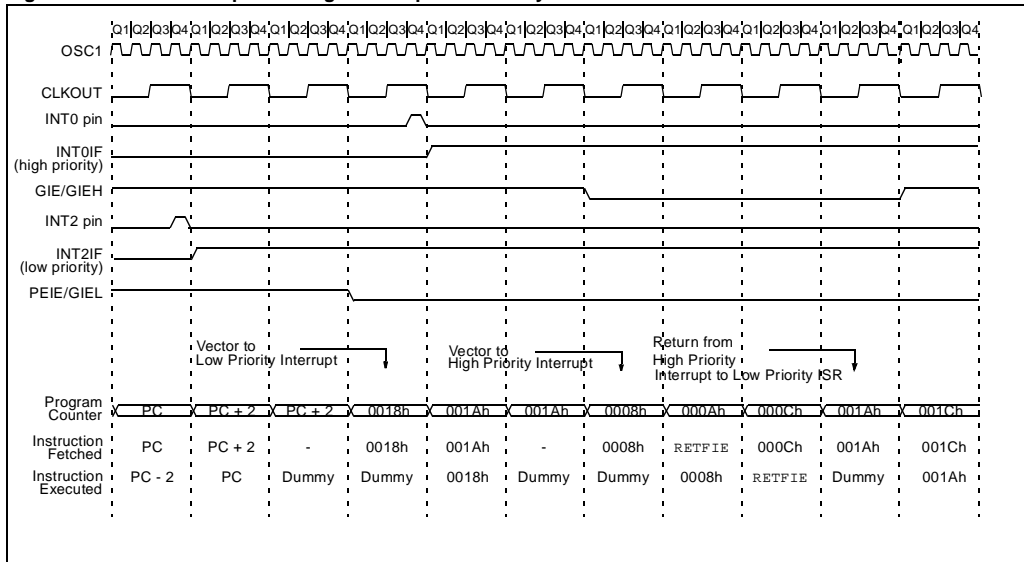 Q1 Q2 Q3 Q4 Q1 Q2 Q3 Q4 Q1 Q2 Q3 Q4 Q1 Q2 Q3 Q4 Q1 Q2 Q3 Q4 Q1 Q2 Q3 Q4 Q1 Q2 Q3 Q4 Q1 Q2 Q3 Q4 Q1 Q2 Q3 Q4 Q1 Q2 Q3 Q4 Q1 Q2 Q3 Q4
OSC1
CLKOUT
INT0 pin
INT0IF
(high priority)
GIE/GIEH
INT2 pin
INT2IF
(low priority)
PEIE/GIEL
Vector to
Low Priority Interrupt
Vector to
High Priority Interrupt
Return from
High Priority
Interrupt to Low Priority ISR
Program
Counter
PC PC + 2 PC + 2 0018h 001Ah 001Ah 0008h 000Ah 000Ch 001Ah 001Ch
Instruction
Fetched
PC PC + 2 - 0018h 001Ah - 0008h RETFIE 000Ch 001Ah 001Ch
Instruction
Executed
PC - 2 PC Dummy Dummy 0018h Dummy Dummy 0008h RETFIE Dummy 001Ah